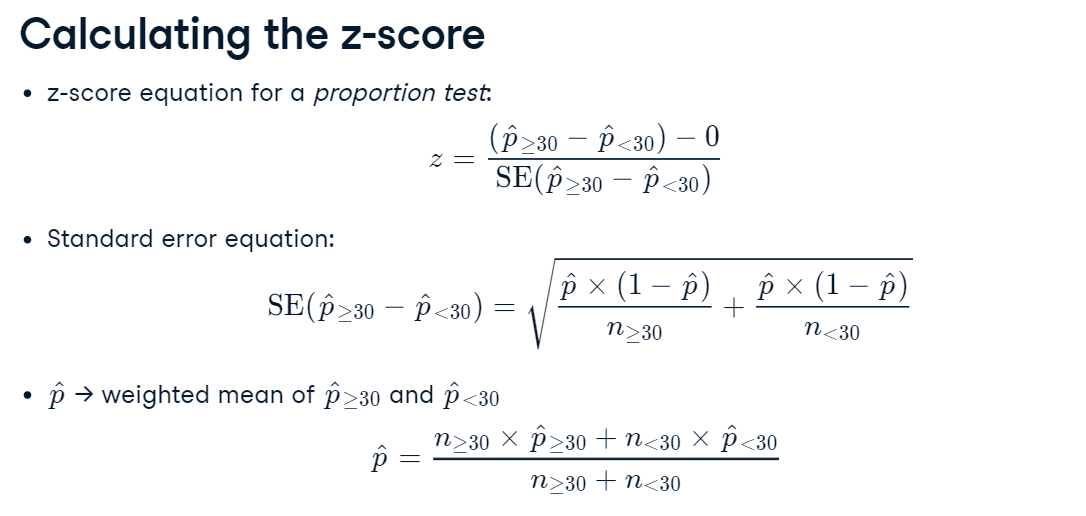 Calculating the z-score
• z-score equation for a proportion test:
z = \frac{(\hat{p}_{\geq 30} - \hat{p}_{<30}) - 0}{\text{SE}(\hat{p}_{\geq 30} - \hat{p}_{<30})}
• Standard error equation:
\text{SE}(\hat{p}_{\geq 30} - \hat{p}_{<30}) = \sqrt{\frac{\hat{p} \times (1 - \hat{p})}{n_{\geq 30}} + \frac{\hat{p} \times (1 - \hat{p})}{n_{<30}}}
• \hat{p} → weighted mean of \hat{p}_{\geq 30} and \hat{p}_{<30}
\hat{p} = \frac{n_{\geq 30} \times \hat{p}_{\geq 30} + n_{<30} \times \hat{p}_{<30}}{n_{\geq 30} + n_{<30}}